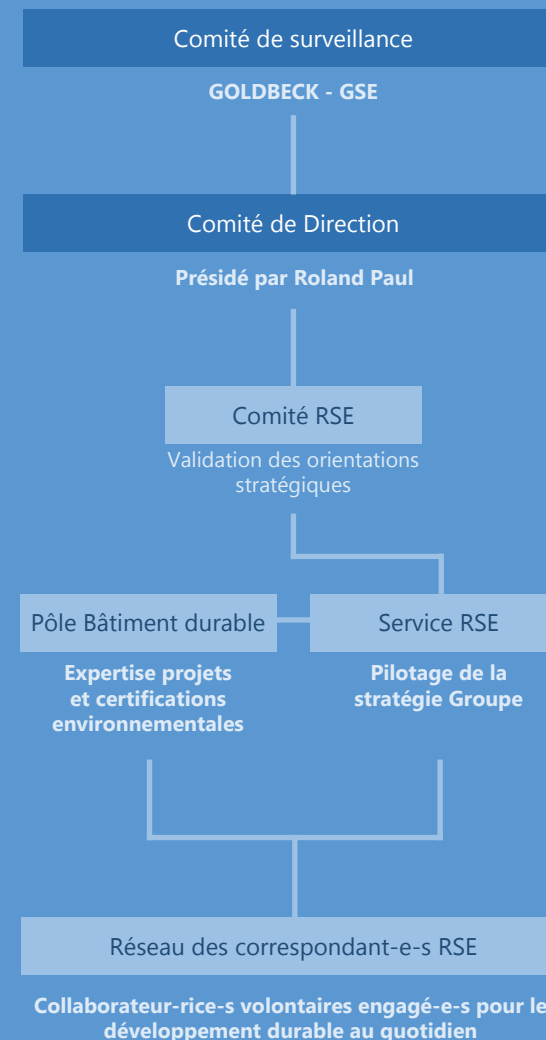 Comité de surveillance
GOLDBECK - GSE
Comité de Direction
Présidé par Roland Paul
Comité RSE
Validation des orientations
stratégiques
Pôle Bâtiment durable
Expertise projets
et certifications
environnementales
Service RSE
Pilotage de la
stratégie Groupe
Réseau des correspondant-e-s RSE
Collaborateur-rice-s volontaires engagé-e-s pour le
développement durable au quotidien